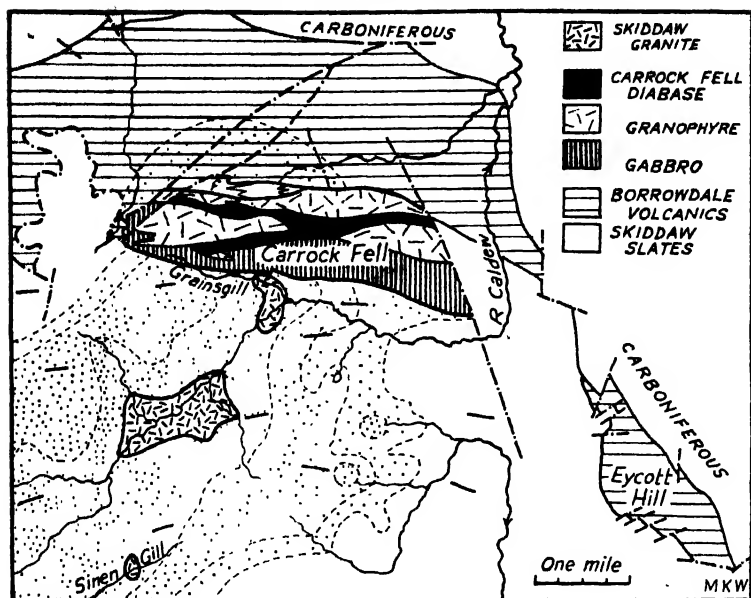 CARBONIFEROUS
SKIDDAW
GRANITE
CARROCK FELL
DIABASE
GRANOPHYRE
GABBRO
BORROWDALE
VOLCANICS
SKIDDAW
SLATES
Carrock Fell
Grainsgill
R Caldew
CARBONIFEROUS
Eycott
Hill
Sinen Gill
One mile
MKW